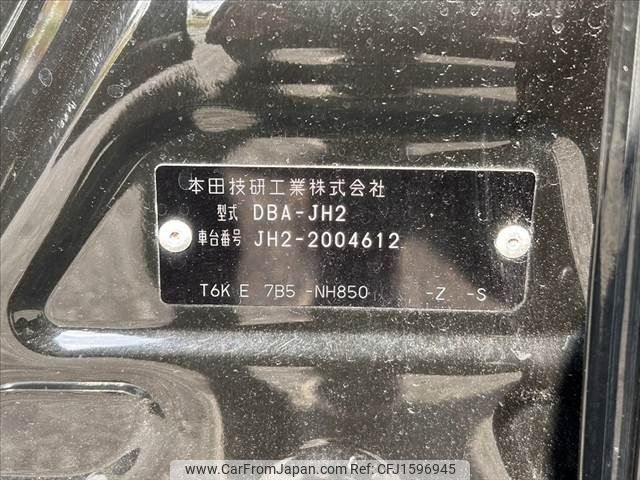 本田技研工業株式会社
型式 DBA-JH2
車台番号 JH2-2004612
T6K E 7B5 -NH850 -Z -S
www.CarFromJapan.com Ref:CFJ1596945